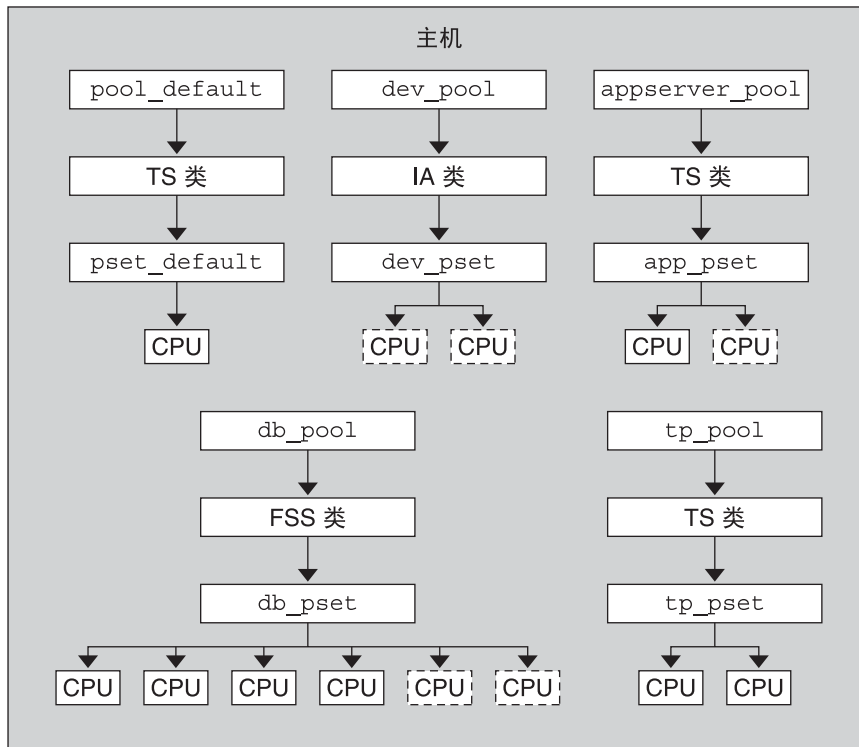 主机
pool_default
dev_pool
appserver_pool
TS 类
IA 类
TS 类
pset_default
dev_pset
app_pset
CPU
CPU
CPU
CPU
CPU
db_pool
tp_pool
FSS 类
TS 类
db_pset
tp_pset
CPU
CPU
CPU
CPU
CPU
CPU
CPU
CPU